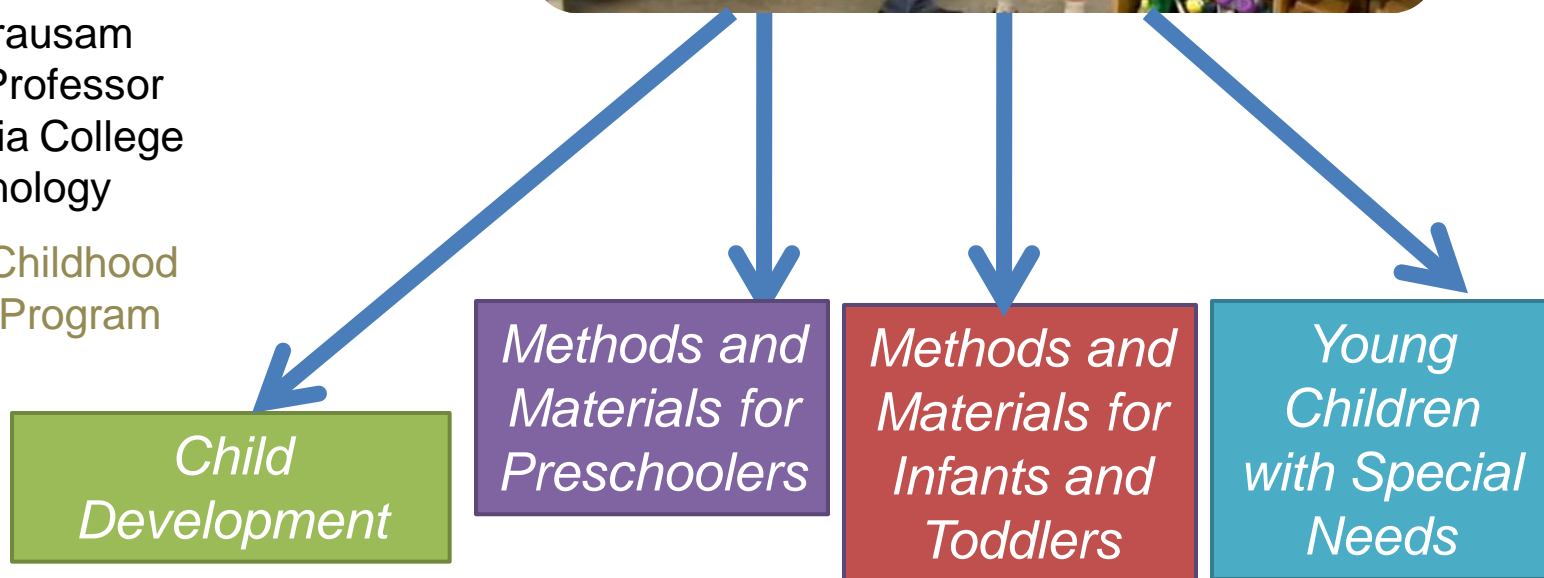 rausam
Professor
ia College
nology
Childhood
Program
Child
Development
Methods and
Materials for
Preschoolers
Methods and
Materials for
Infants and
Toddlers
Young
Children
with Special
Needs